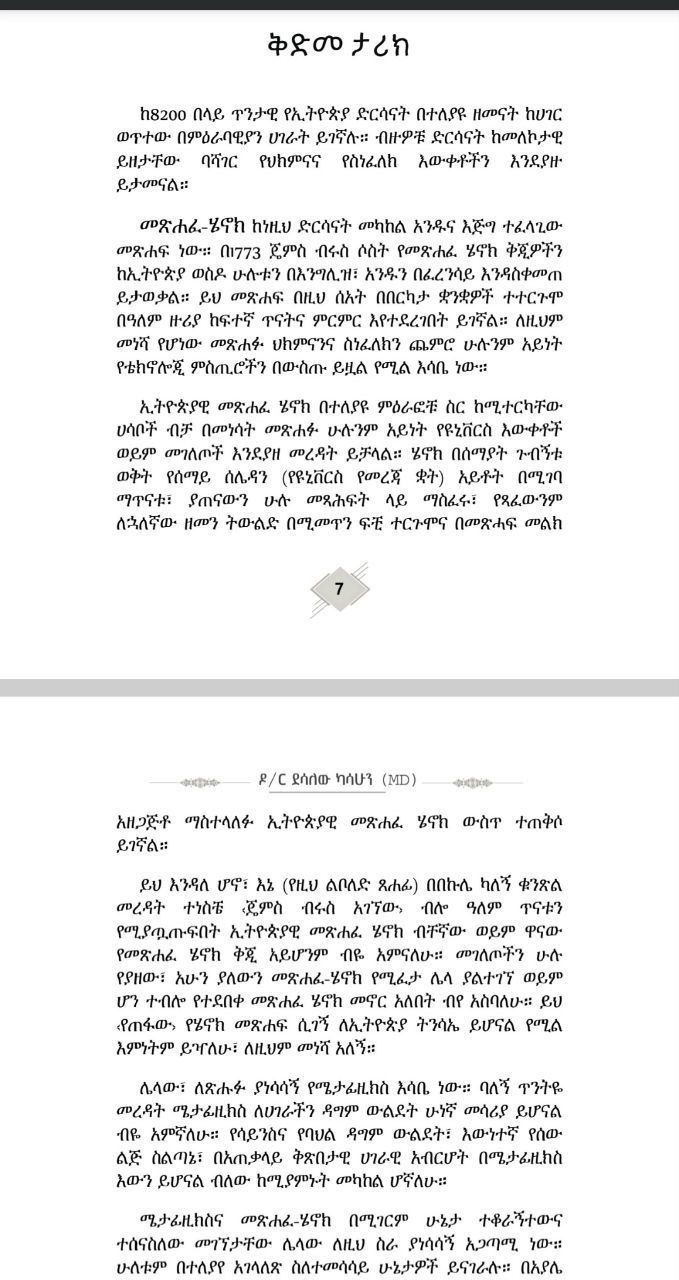 ቅድመ ታሪክ
ከ8200 በላይ ጥንታዊ የኢትዮጵያ ድርሳናት በተለያዩ ዘመናት ከሀገር
ወጥተው በምዕራባዊያን ሀገራት ይገኛሉ። ብዙዎቹ ድርሳናት ከመለኮታዊ
ይዘታቸው ባሻገር የህክምናና የስነፈለክ እውቀቶችን እንደያዙ
ይታመናል።
መጽሐፈ-ሄኖክ ከነዚህ ድርሳናት መካከል አንዱና እጅግ ተፈላጊው
መጽሐፍ ነው። በ1773 ጄምስ ብሩስ ሶስት የመጽሐፈ ሄኖክ ቅጂዎችን
ከኢትዮጵያ ወስዶ ሁሉቱን በእንግሊዝ፣ አንዱን በፈረንሳይ እንዳስቀመጠ
ይታወቃል። ይህ መጽሐፍ በዚህ ሰአት በበርካታ ቋንቋዎች ተተርጉሞ
በዓለም ዙሪያ ከፍተኛ ጥናትና ምርምር እየተደረገበት ይገኛል። ለዚህም
መነሻ የሆነው መጽሐፉ ህክምናንና ስነፈለክን ጨምሮ ሁሉንም አይነት
የቴክኖሎጂ ምስጢሮችን በውስጡ ይዟል የሚል እሳቤ ነው።
ኢትዮጵያዊ መጽሐፈ ሄኖክ በተለያዩ ምዕራፎቹ ስር ከሚተርካቸው
ሀሳቦች ብቻ በመነሳት መጽሐፉ ሁሉንም አይነት የዩኒቨርስ እውቀቶች
ወይም መገለጦች እንደያዘ መረዳት ይቻላል። ሄኖክ በሰማያት ጉብኝቱ
ወቅት የሰማይ ሰሌዳን (የዩኒቨርስ የመረጃ ቋት) አይቶት በሚገባ
ማጥናቱ፣ ያጠናውን ሁሉ መጻሕፍት ላይ ማስፈሩ፣ የጻፈውንም
ለኋለኛው ዘመን ትውልድ በሚመጥን ፍቺ ተርጉሞና በመጽሓፍ መልክ
7
ዶ/ር ደሳለው ካሳሁን (MD)
አዘጋጅቶ ማስተላለፉ ኢትዮጵያዊ መጽሐፈ ሄኖክ ውስጥ ተጠቅሶ
ይገኛል።
ይህ እንዳለ ሆኖ፣ እኔ (የዚህ ልቦለድ ጸሐፊ) በበኩሌ ካለኝ ቁንጽል
መረዳት ተነስቼ ‹ጄምስ ብሩስ አገኘው› ብሎ ዓለም ጥናቱን
የሚያጧጡፍበት ኢትዮጵያዊ መጽሐፈ ሄኖክ ብቸኛው ወይም ዋናው
የመጽሐፈ ሄኖክ ቅጂ አይሆንም ብዬ አምናለሁ። መገለጦችን ሁሉ
የያዘው፣ አሁን ያለውን መጽሐፈ-ሄኖክ የሚፈታ ሌላ ያልተገኘ ወይም
ሆን ተብሎ የተደበቀ መጽሐፈ ሄኖክ መኖር አለበት ብየ አስባለሁ። ይህ
‹የጠፋው› የሄኖክ መጽሐፍ ሲገኝ ለኢትዮጵያ ትንሳኤ ይሆናል የሚል
እምነትም ይዣለሁ፣ ለዚህም መነሻ አለኝ።
ሌላው፣ ለጽሑፉ ያነሳሳኝ የሜታፊዚክስ እሳቤ ነው። ባለኝ ጥንትዬ
መረዳት ሜታፊዚክስ ለሀገራችን ዳግም ውልደት ሁነኛ መሳሪያ ይሆናል
ብዬ አምኛለሁ። የሳይንስና የባህል ዳግም ውልደት፣ እውነተኛ የሰው
ልጅ ስልጣኔ፣ በአጠቃላይ ቅጽበታዊ ሀገራዊ አብርሆት በሜታፊዚክስ
እውን ይሆናል ብለው ከሚያምኑት መካከል ሆኛለሁ።
ሜታፊዚክስና መጽሐፈ-ሄኖክ በሚገርም ሁኔታ ተቆራኝተውና
ተሰናስለው መገኘታቸው ሌላው ለዚህ ስራ ያነሳሳኝ አጋጣሚ ነው።
ሁለቱም በተለያየ አገላለጽ ስለተመሳሳይ ሁኔታዎች ይናገራሉ። በአያሌ